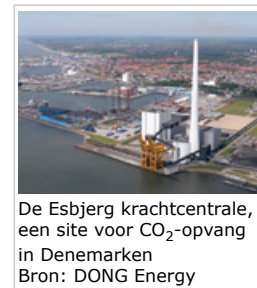 De Esbjerg krachtcentrale,
een site voor CO₂-opvang
in Denemarken
Bron: DONG Energy